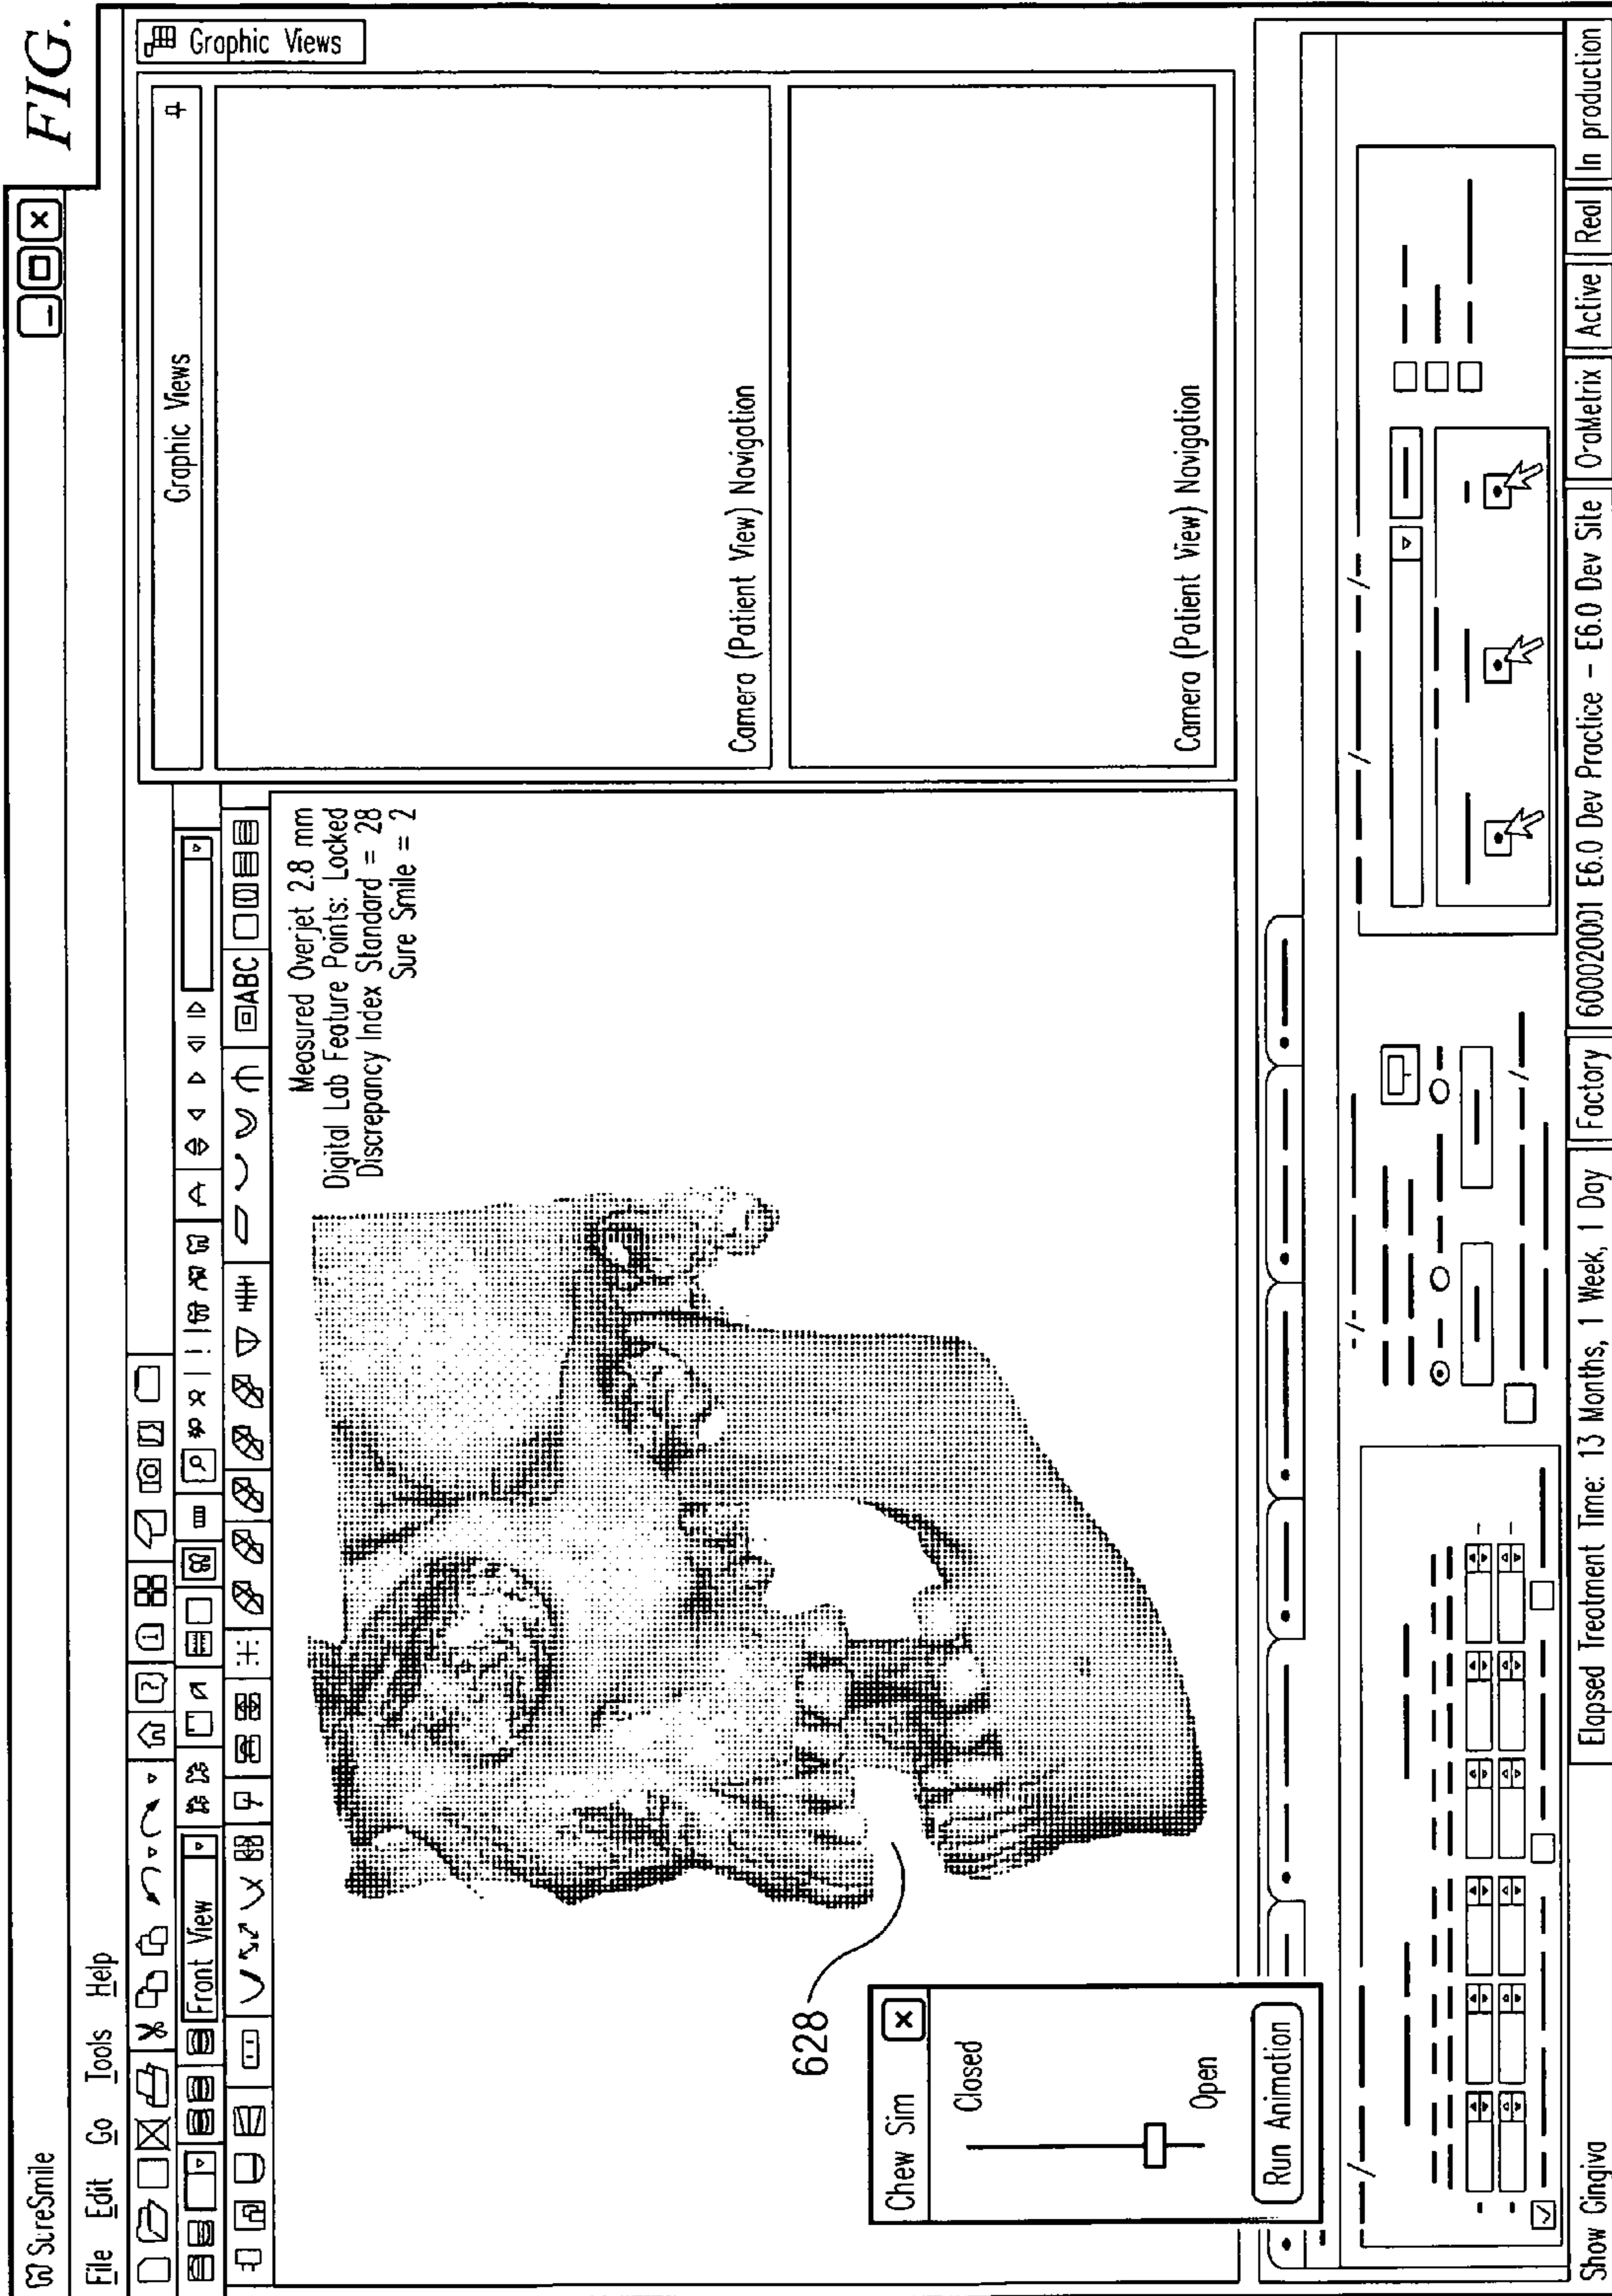 FIG.
SureSmile
File Edit Go Tools Help
Front View
ABC
Graphic Views
Graphic Views
Measured Overjet 2.8 mm
Digital Lab Feature Points: Locked
Discrepancy Index Standard = 28
Sure Smile = 2
Camera (Patient View) Navigation
Camera (Patient View) Navigation
628
Chew Sim
Closed
Open
Run Animation
Show Gingiva
Elapsed Treatment Time: 13 Months, 1 Week, 1 Day
Factory
600020001 E6.0 Dev Practice - E6.0 Dev Site
OraMetrix
Active
Real
In production